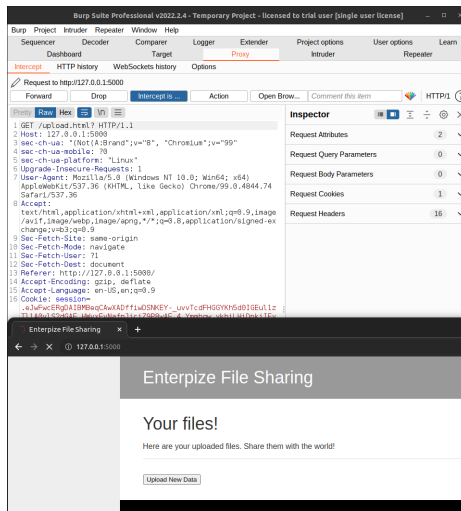 Burp Suite Professional v2022.2.4 - Temporary Project - licensed to trial user [single user license]
Burp Project Intruder Repeater Window Help
Sequencer Decoder Comparer Logger Extender Project options User options Learn
Dashboard Target Proxy Intruder Repeater
Intercept HTTP history WebSockets history Options
Request to http://127.0.0.1:5000
Forward Drop Intercept is ... Action Open Brow... Comment this item HTTP/1
Pretty Raw Hex \n
Inspector
1 GET /upload.html? HTTP/1.1
2 Host: 127.0.0.1:5000
3 sec-ch-ua: "(Not(A:Brand";v="8", "Chromium";v="99"
4 sec-ch-ua-mobile: ?0
5 sec-ch-ua-platform: "Linux"
6 Upgrade-Insecure-Requests: 1
7 User-Agent: Mozilla/5.0 (Windows NT 10.0; Win64; x64)
AppleWebKit/537.36 (KHTML, like Gecko) Chrome/99.0.4844.74
Safari/537.36
8 Accept:
text/html,application/xhtml+xml,application/xml;q=0.9,image
/avif,image/webp,image/apng,*/*;q=0.8,application/signed-ex
change;v=b3;q=0.9
9 Sec-Fetch-Site: same-origin
10 Sec-Fetch-Mode: navigate
11 Sec-Fetch-User: ?1
12 Sec-Fetch-Dest: document
13 Referer: http://127.0.0.1:5000/
14 Accept-Encoding: gzip, deflate
15 Accept-Language: en-US,en;q=0.9
16 Cookie: session=
Request Attributes 2
Request Query Parameters 0
Request Body Parameters 0
Request Cookies 1
Request Headers 16
Enterpize File Sharing
127.0.0.1:5000
Enterpize File Sharing
Your files!
Here are your uploaded files. Share them with the world!
Upload New Data